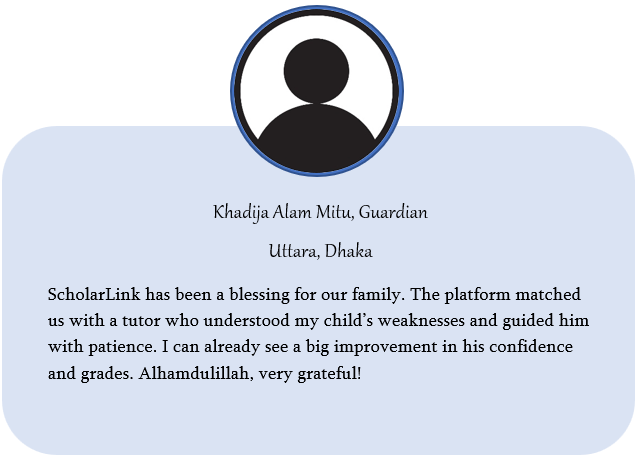 Khadija Alam Mitu, Guardian
Uttara, Dhaka
ScholarLink has been a blessing for our family. The platform matched
us with a tutor who understood my child’s weaknesses and guided him
with patience. I can already see a big improvement in his confidence
and grades. Alhamdulillah, very grateful!